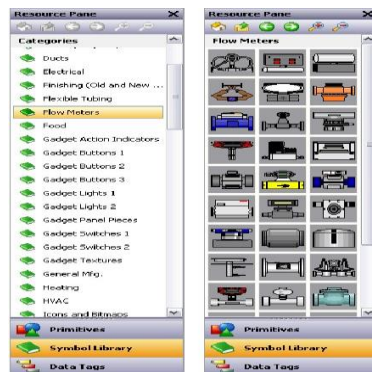 Resource Pane
Categories
Ducts
Electrical
Finishing (Old and New ...
Flexible Tubing
Flow Meters
Food
Gadget Action Indicators
Gadget Buttons 1
Gadget Buttons 2
Gadget Buttons 3
Gadget Lights 1
Gadget Lights 2
Gadget Panel Pieces
Gadget Switches 1
Gadget Switches 2
Gadget Textures
General Mfg.
Heating
HVAC
Icons and Bitmaps
Primitives
Symbol Library
Data Tags
Resource Pane
Flow Meters
Primitives
Symbol Library
Data Tags